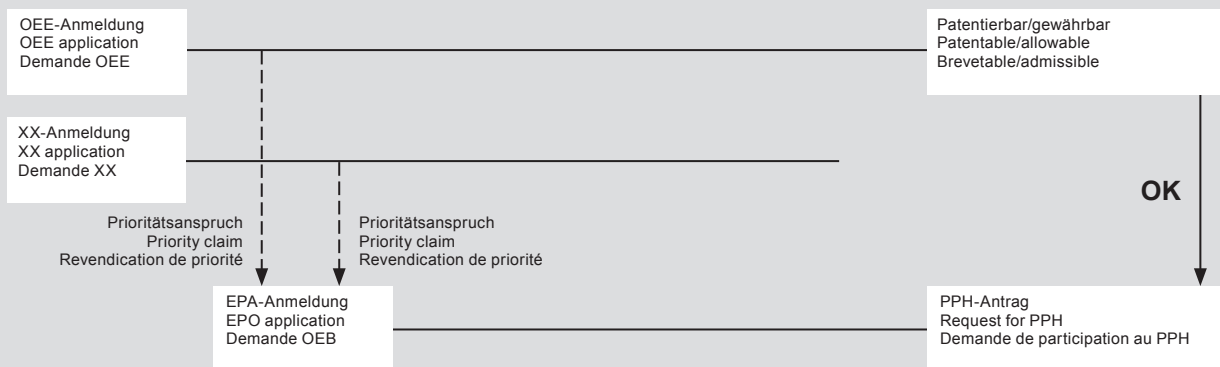 OEE-Anmeldung
OEE application
Demande OEE
Patentierbar/gewährbar
Patentable/allowable
Brevetable/admissible
XX-Anmeldung
XX application
Demande XX
OK
Prioritätsanspruch
Priority claim
Revendication de priorité
Prioritätsanspruch
Priority claim
Revendication de priorité
EPA-Anmeldung
EPO application
Demande OEB
PPH-Antrag
Request for PPH
Demande de participation au PPH